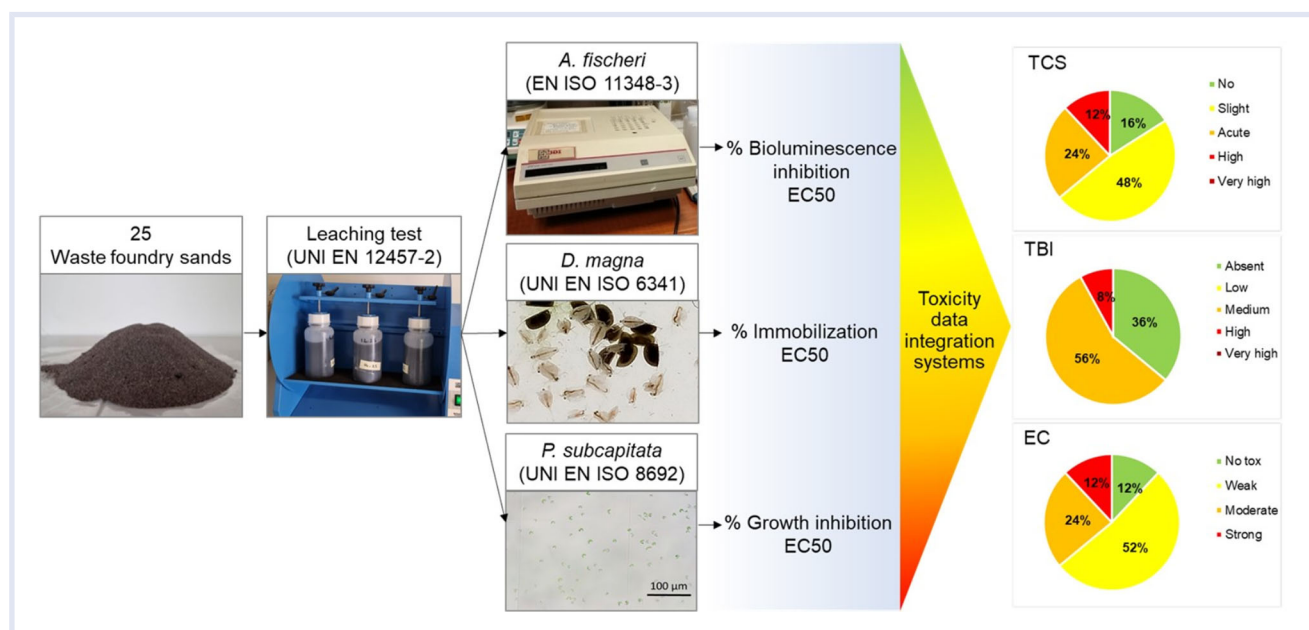 25
Waste foundry sands
Leaching test
(UNI EN 12457-2)
A. fischeri
(EN ISO 11348-3)
% Bioluminescence
inhibition
EC50
D. magna
(UNI EN ISO 6341)
% Immobilization
EC50
P. subcapitata
(UNI EN ISO 8692)
100 µm
% Growth inhibition
EC50
Toxicity
data
integration
systems
TCS
12%
16%
24%
48%
No
Slight
Acute
High
Very high
TBI
8%
36%
56%
Absent
Low
Medium
High
Very high
EC
12%
12%
24%
52%
No tox
Weak
Moderate
Strong